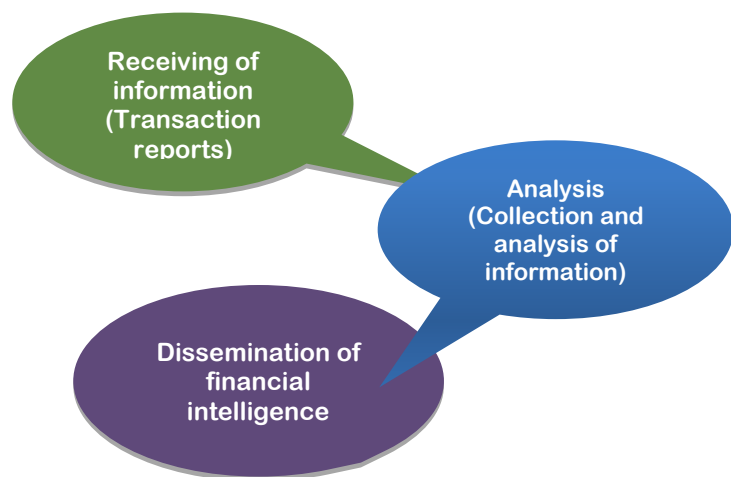 Receiving of
information
(Transaction
reports)
Analysis
(Collection and
analysis of
information)
Dissemination of
financial
intelligence